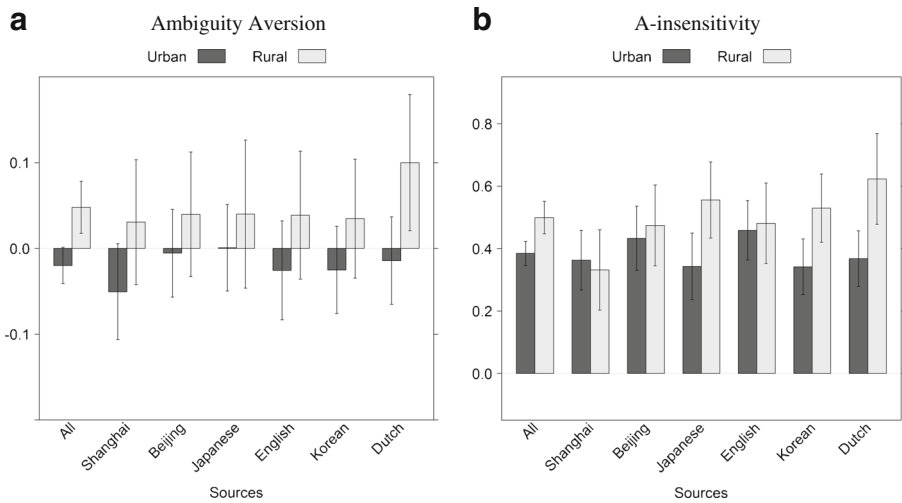 a Ambiguity Aversion
Urban Rural
0.1
0.0
-0.1
All Shanghai Beijing Japanese English Korean Dutch
Sources
b A-insensitivity
Urban Rural
0.8
0.6
0.4
0.2
0.0
All Shanghai Beijing Japanese English Korean Dutch
Sources